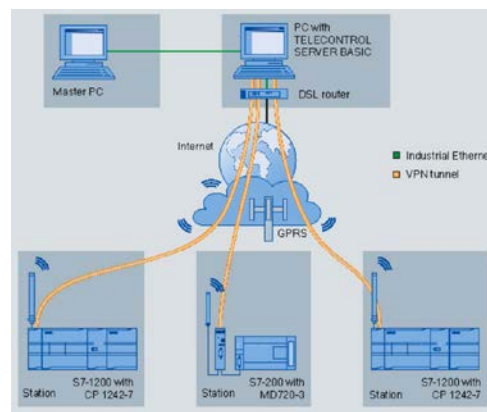 PC with
TELECONTROL
SERVER BASIC
Master PC
DSL router
Internet
Industrial Etherne
VPN tunnel
GPRS
Station
S7-1200 with
CP 1242-7
Station
S7-200 with
MD720-3
Station
S7-1200 with
CP 1242-7